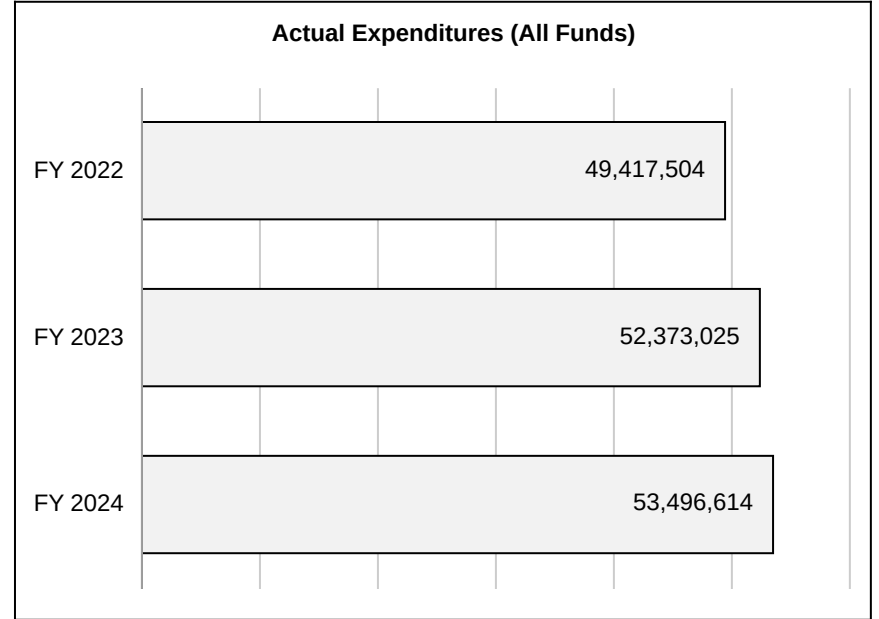 Actual Expenditures (All Funds)
FY 2022
49,417,504
FY 2023
52,373,025
FY 2024
53,496,614